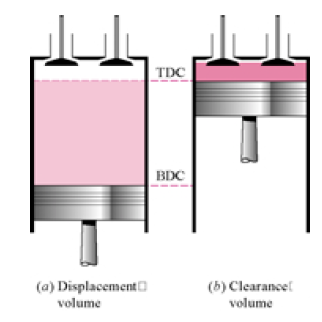 TDC
BDC
(a) Displacement
volume
(b) Clearance
volume